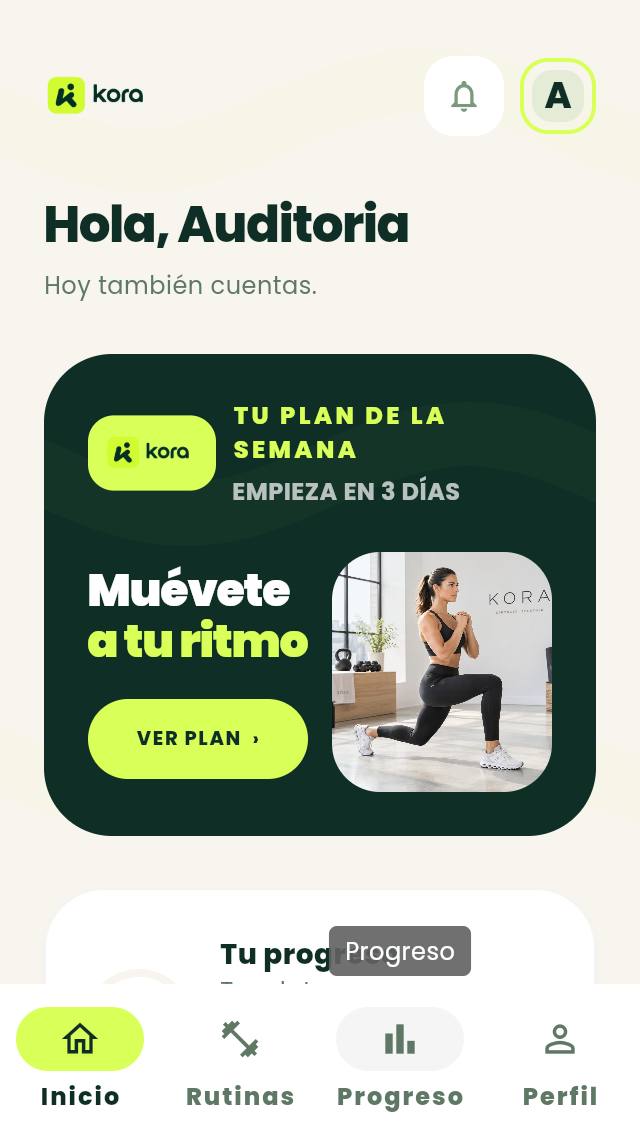 kora
A
Hola, Auditoria
Hoy también cuentas.
kora
TU PLAN DE LA
SEMANA
EMPIEZA EN 3 DÍAS
Muévete
a tu ritmo
KORA
VER PLAN ›
Tu prog
Progreso
Inicio
Rutinas
Progreso
Perfil